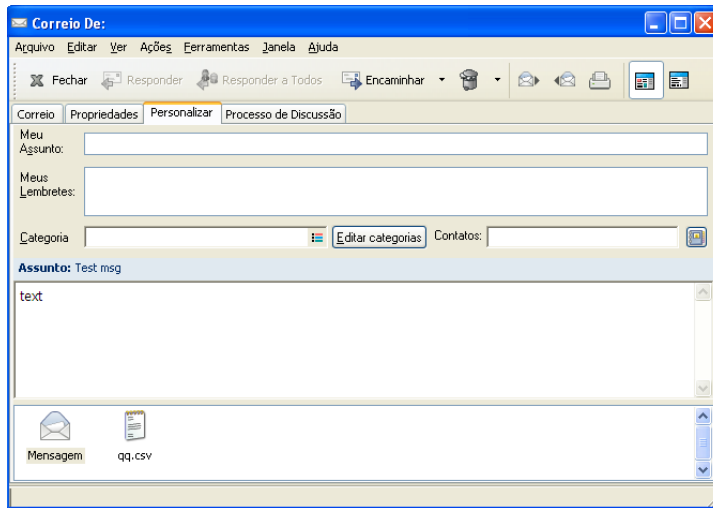 Correio De:
Arquivo Editar Ver Ações Ferramentas Janela Ajuda
Fechar Responder Responder a Todos Encaminhar
Correio Propriedades Personalizar Processo de Discussão
Meu
Assunto:
Meus
Lembretes:
Categoria Editar categorias Contatos:
Assunto: Test msg
text
Mensagem qq.csv